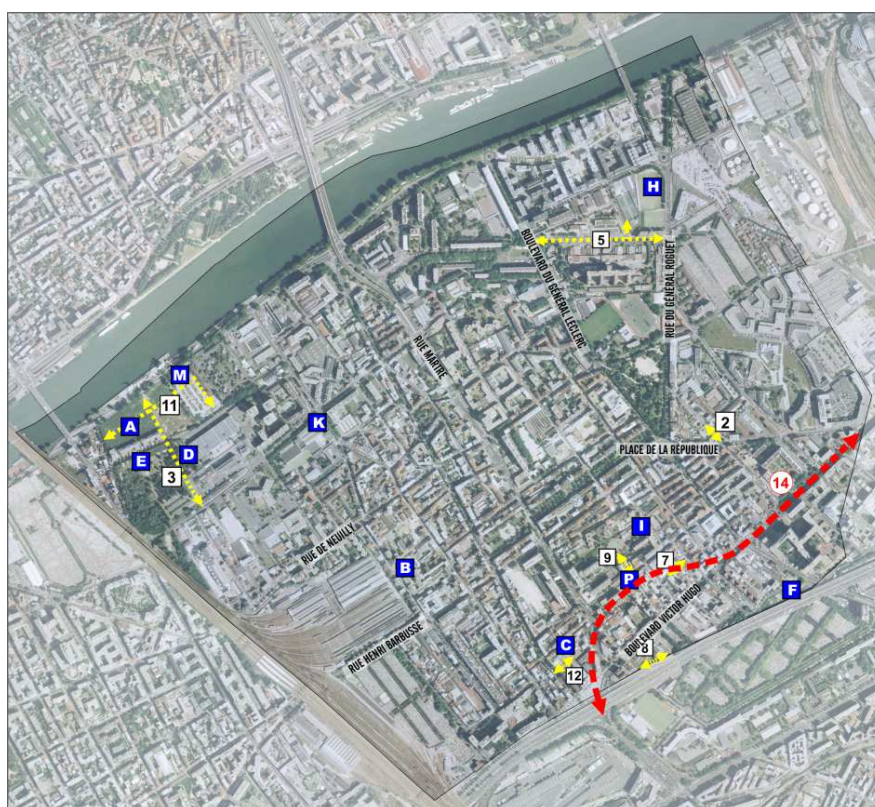 H
5
BOULEVARD DU GÉNÉRAL LECLERC
RUE DU GÉNÉRAL ROGUET
RUE MARTRE
M
11
A
K
2
PLACE DE LA RÉPUBLIQUE
E
D
3
14
I
RUE DE NEUILLY
9
7
B
P
F
RUE HENRI BARBUSSE
BOULEVARD VICTOR HUGO
C
8
12